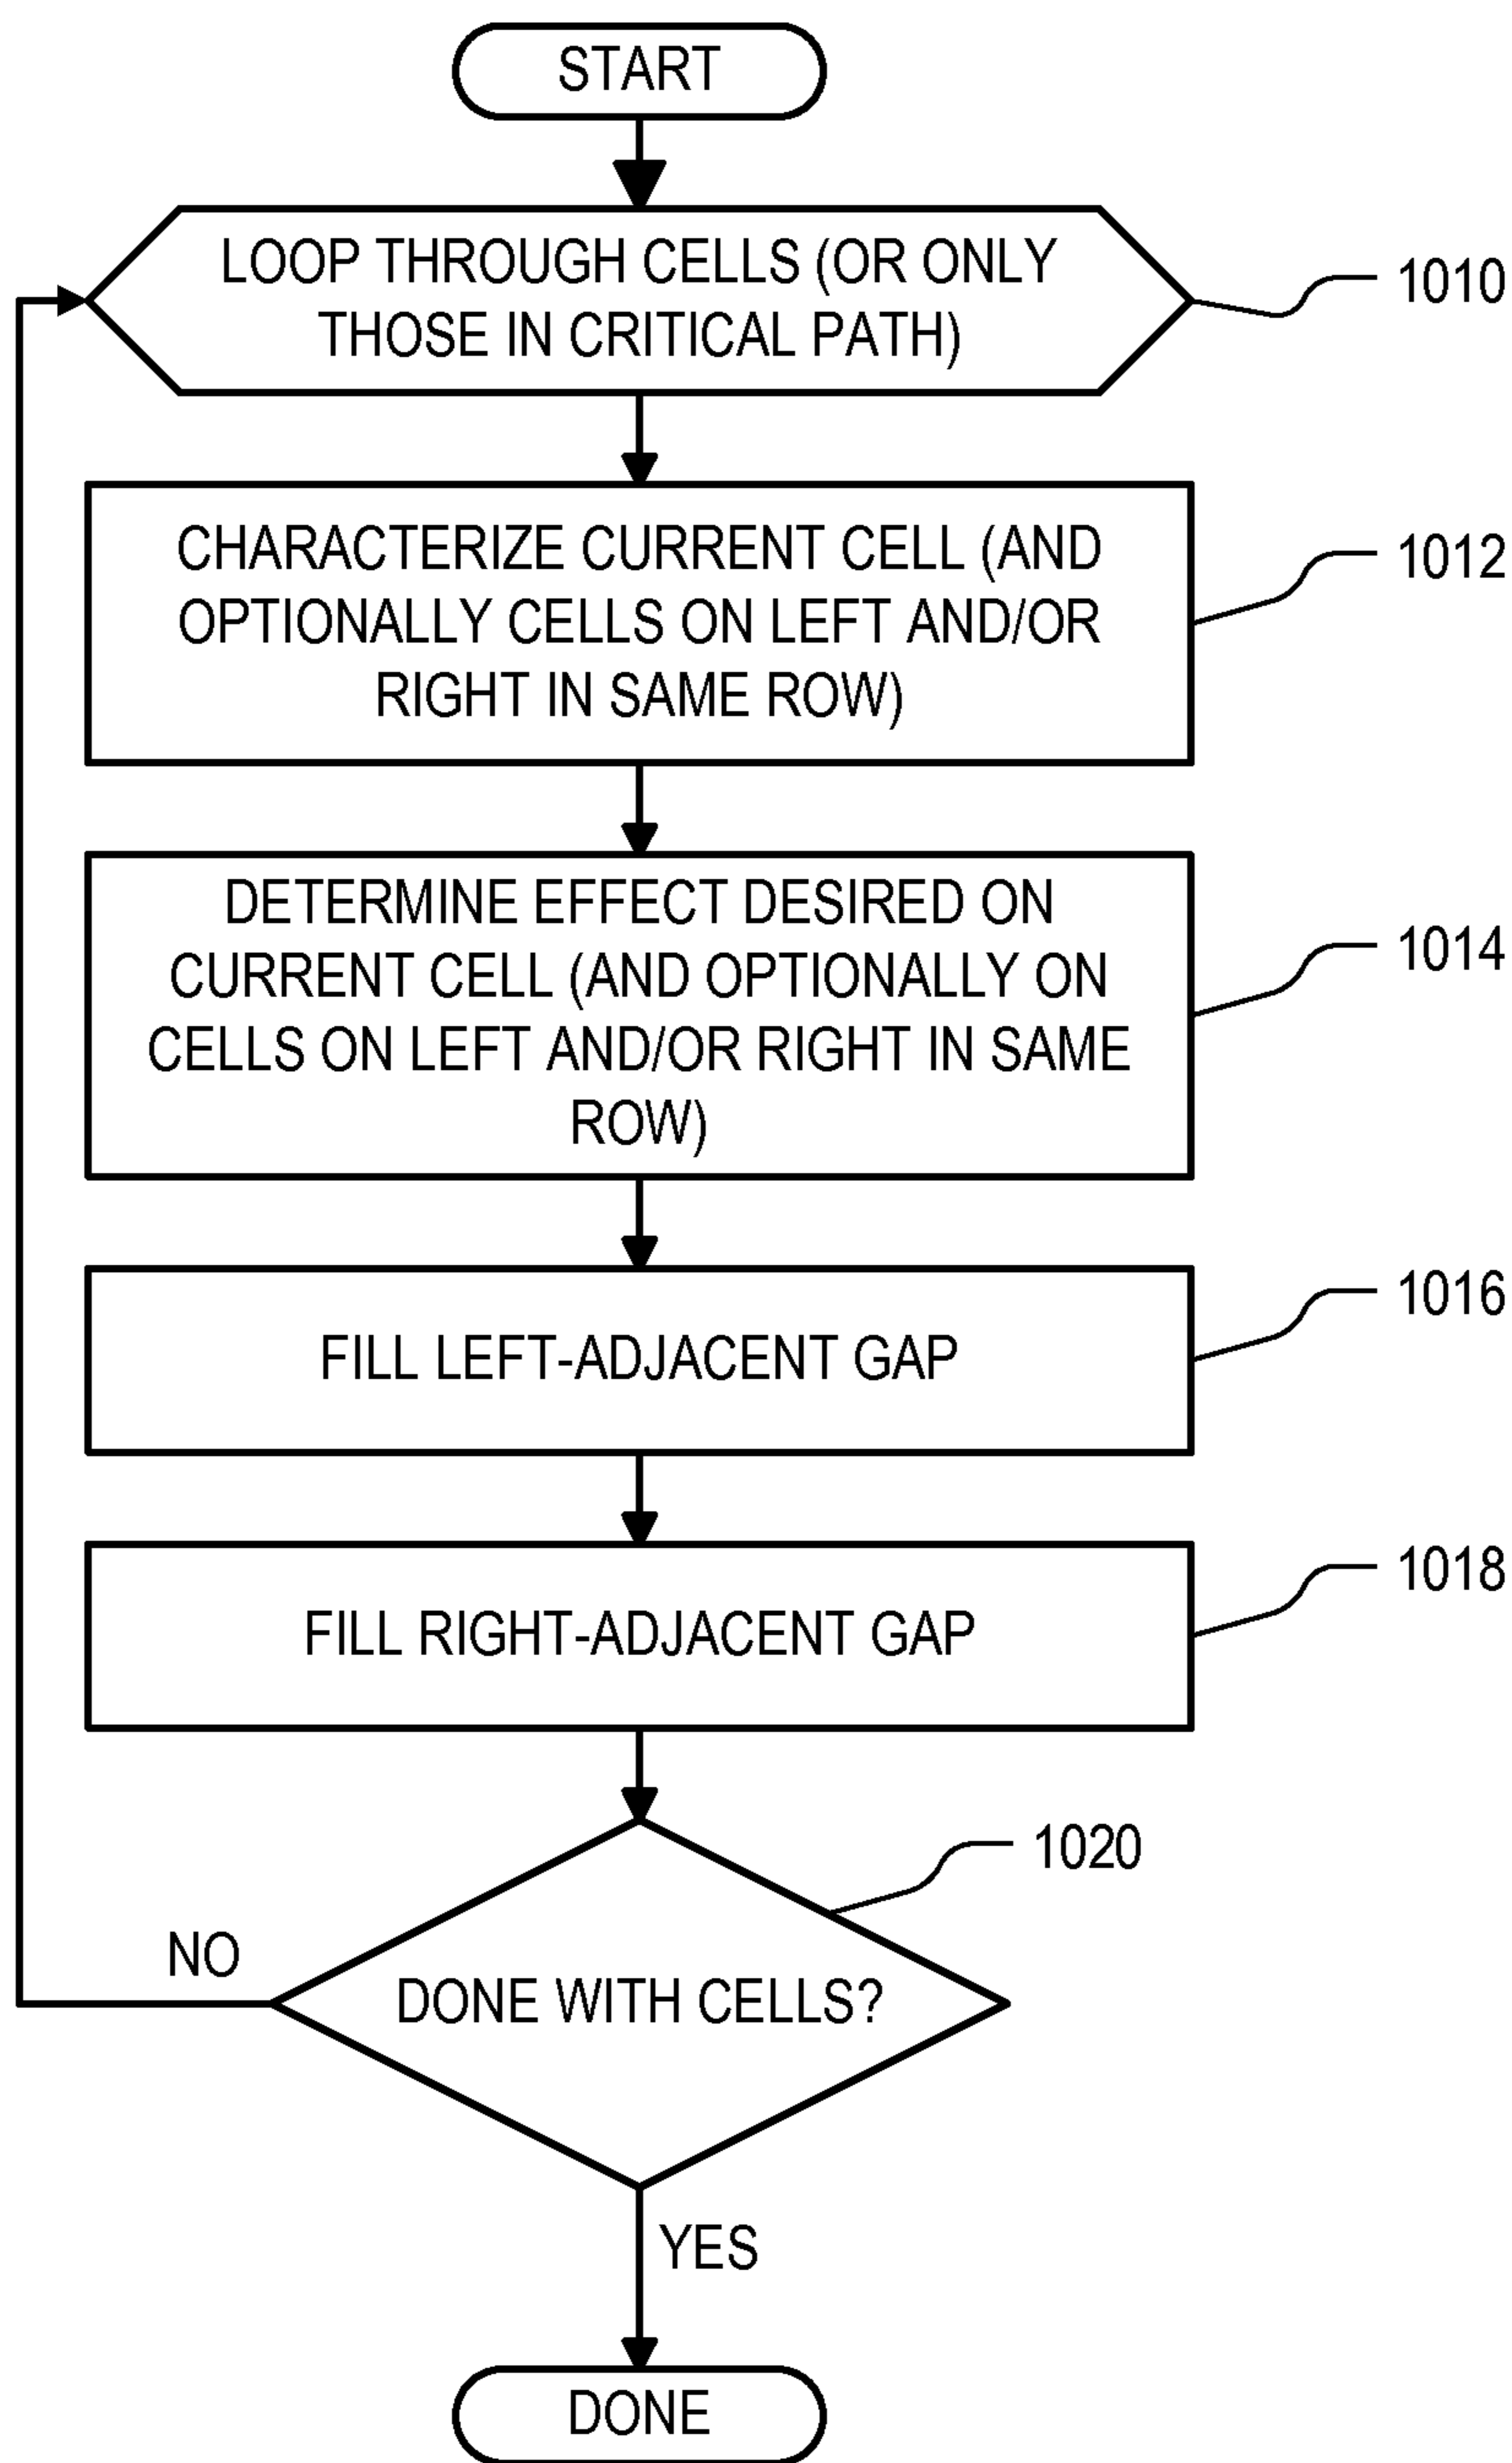 START
LOOP THROUGH CELLS (OR ONLY
THOSE IN CRITICAL PATH)
1010
CHARACTERIZE CURRENT CELL (AND
OPTIONALLY CELLS ON LEFT AND/OR
RIGHT IN SAME ROW)
1012
DETERMINE EFFECT DESIRED ON
CURRENT CELL (AND OPTIONALLY ON
CELLS ON LEFT AND/OR RIGHT IN SAME
ROW)
1014
FILL LEFT-ADJACENT GAP
1016
FILL RIGHT-ADJACENT GAP
1018
1020
NO
DONE WITH CELLS?
YES
DONE